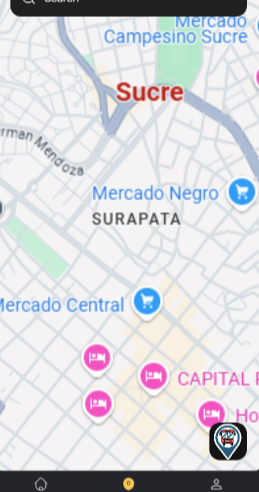 Search
Mercado
Campesino Sucre
Sucre
rman Mendoza
Mercado Negro
SURAPATA
Mercado Central
CAPITAL
Ho
0